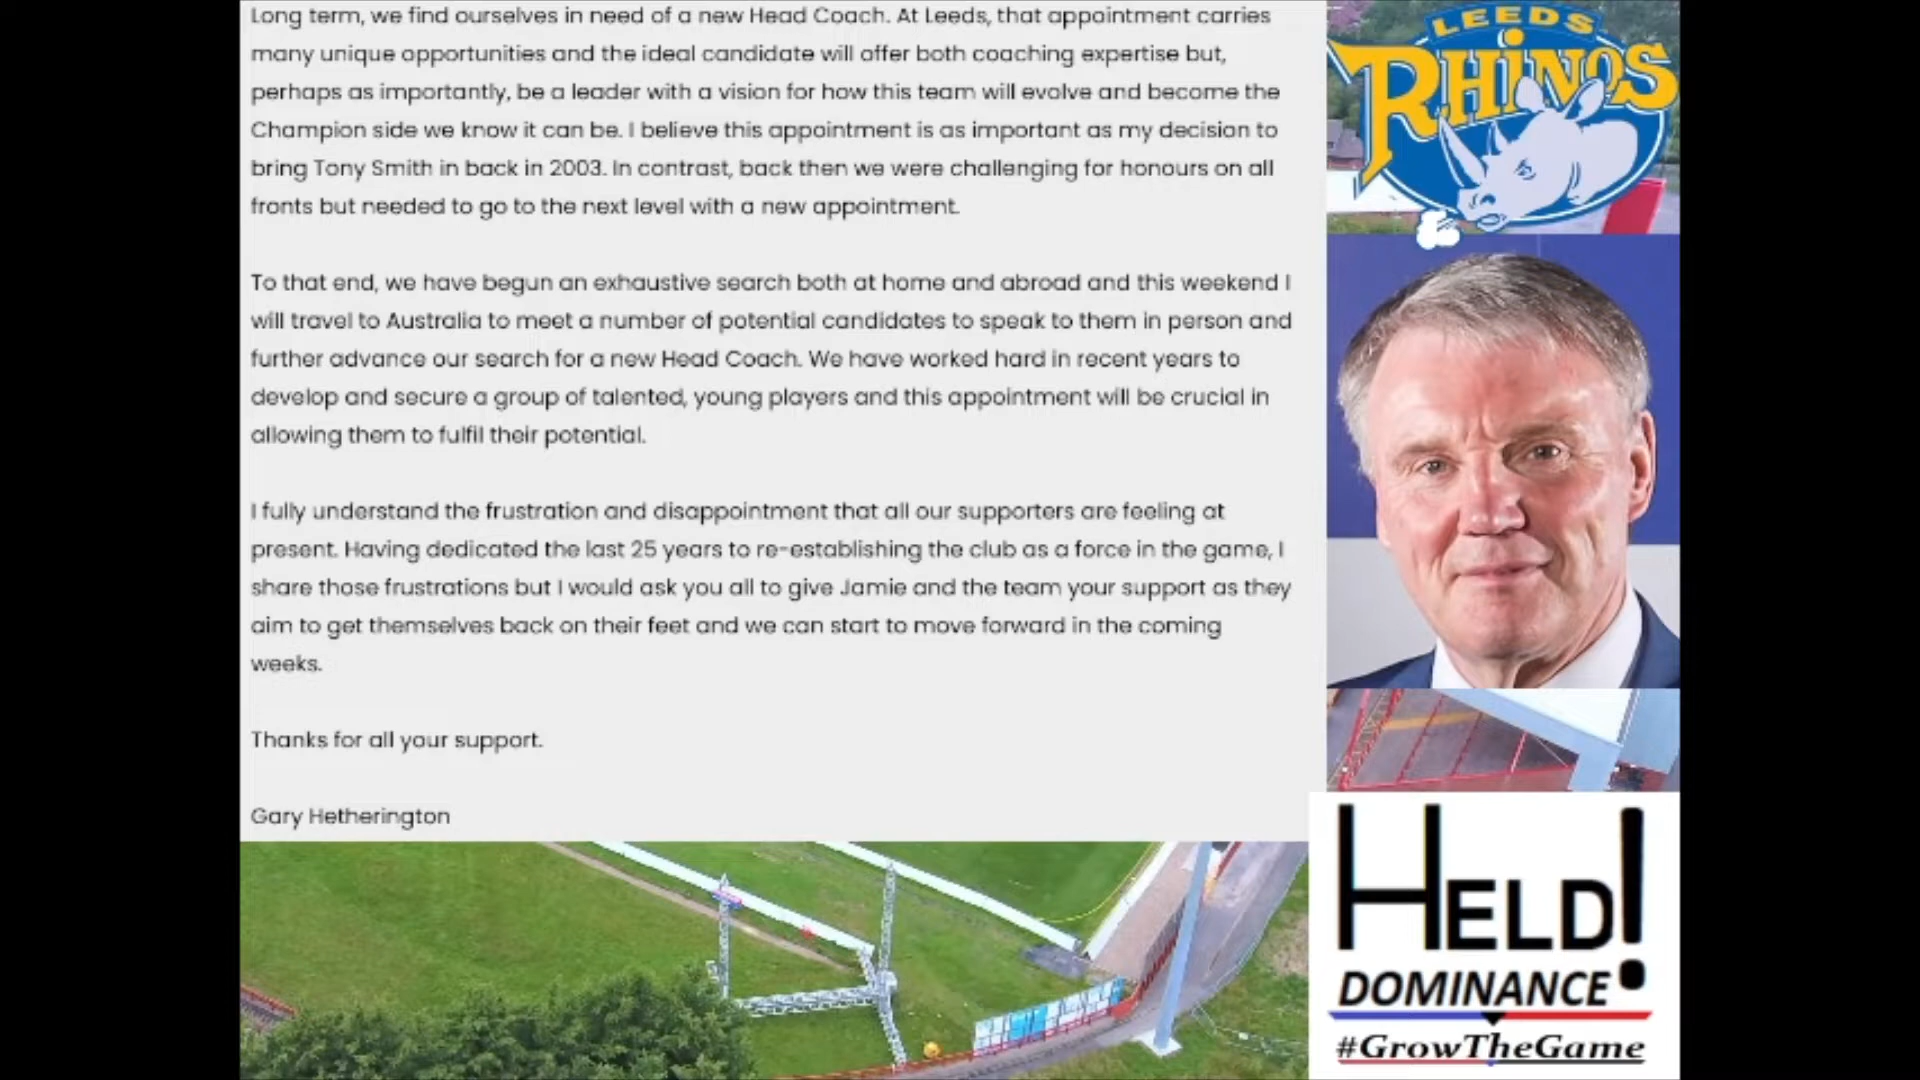 Long term, we find ourselves in need of a new Head Coach. At Leeds, that appointment carries
many unique opportunities and the ideal candidate will offer both coaching expertise but,
perhaps as importantly, be a leader with a vision for how this team will evolve and become the
Champion side we know it can be. I believe this appointment is as important as my decision to
bring Tony Smith in back in 2003. In contrast, back then we were challenging for honours on all
fronts but needed to go to the next level with a new appointment.
To that end, we have begun an exhaustive search both at home and abroad and this weekend I
will travel to Australia to meet a number of potential candidates to speak to them in person and
further advance our search for a new Head Coach. We have worked hard in recent years to
develop and secure a group of talented, young players and this appointment will be crucial in
allowing them to fulfil their potential.
I fully understand the frustration and disappointment that all our supporters are feeling at
present. Having dedicated the last 25 years to re-establishing the club as a force in the game, I
share those frustrations but I would ask you all to give Jamie and the team your support as they
aim to get themselves back on their feet and we can start to move forward in the coming
weeks.
Thanks for all your support.
Gary Hetherington
LEEDS
RHINOS
HELD!
DOMINANCE
#GrowTheGame